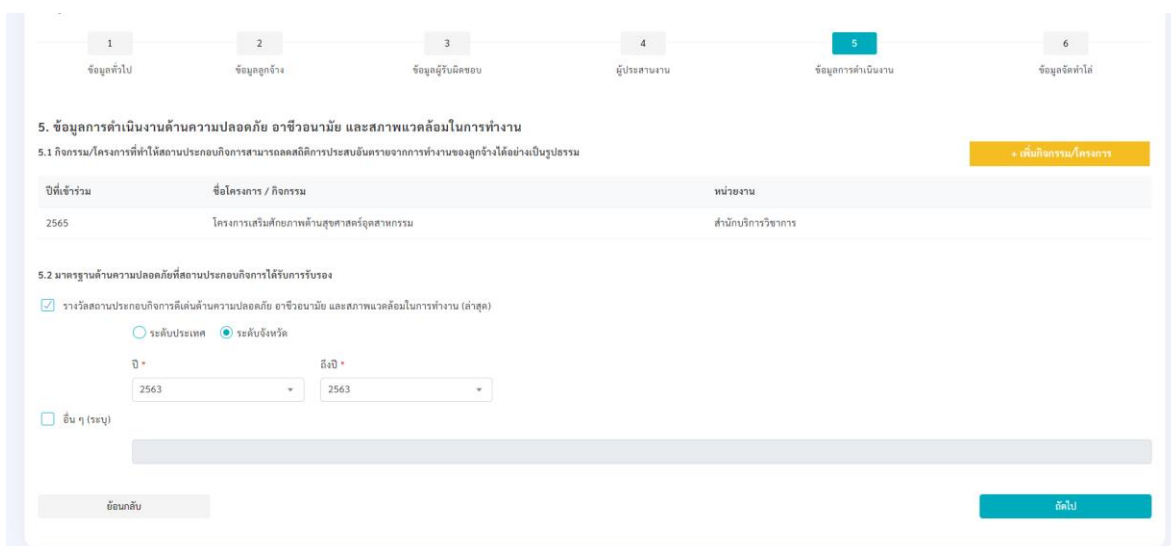 1 2 3 4 5 6
ข้อมูลทั่วไป ข้อมูลลูกจ้าง ข้อมูลผู้รับผิดชอบ ผู้ประสานงาน ข้อมูลการดำเนินงาน ข้อมูลจัดทำโล่
5. ข้อมูลการดำเนินงานด้านความปลอดภัย อาชีวอนามัย และสภาพแวดล้อมในการทำงาน
5.1 กิจกรรม/โครงการที่ทำให้สถานประกอบกิจการสามารถลดสถิติการประสบอันตรายจากการทำงานของลูกจ้างได้อย่างเป็นรูปธรรม
+ เพิ่มกิจกรรม/โครงการ
ปีที่เข้าร่วม ชื่อโครงการ / กิจกรรม หน่วยงาน
2565 โครงการเสริมศักยภาพด้านสุขศาสตร์อุตสาหกรรม สำนักบริการวิชาการ
5.2 มาตรฐานด้านความปลอดภัยที่สถานประกอบกิจการได้รับการรับรอง
รางวัลสถานประกอบกิจการดีเด่นด้านความปลอดภัย อาชีวอนามัย และสภาพแวดล้อมในการทำงาน (ล่าสุด)
ระดับประเทศ ระดับจังหวัด
ปี * ถึงปี *
2563 2563
อื่น ๆ (ระบุ)
ย้อนกลับ ถัดไป